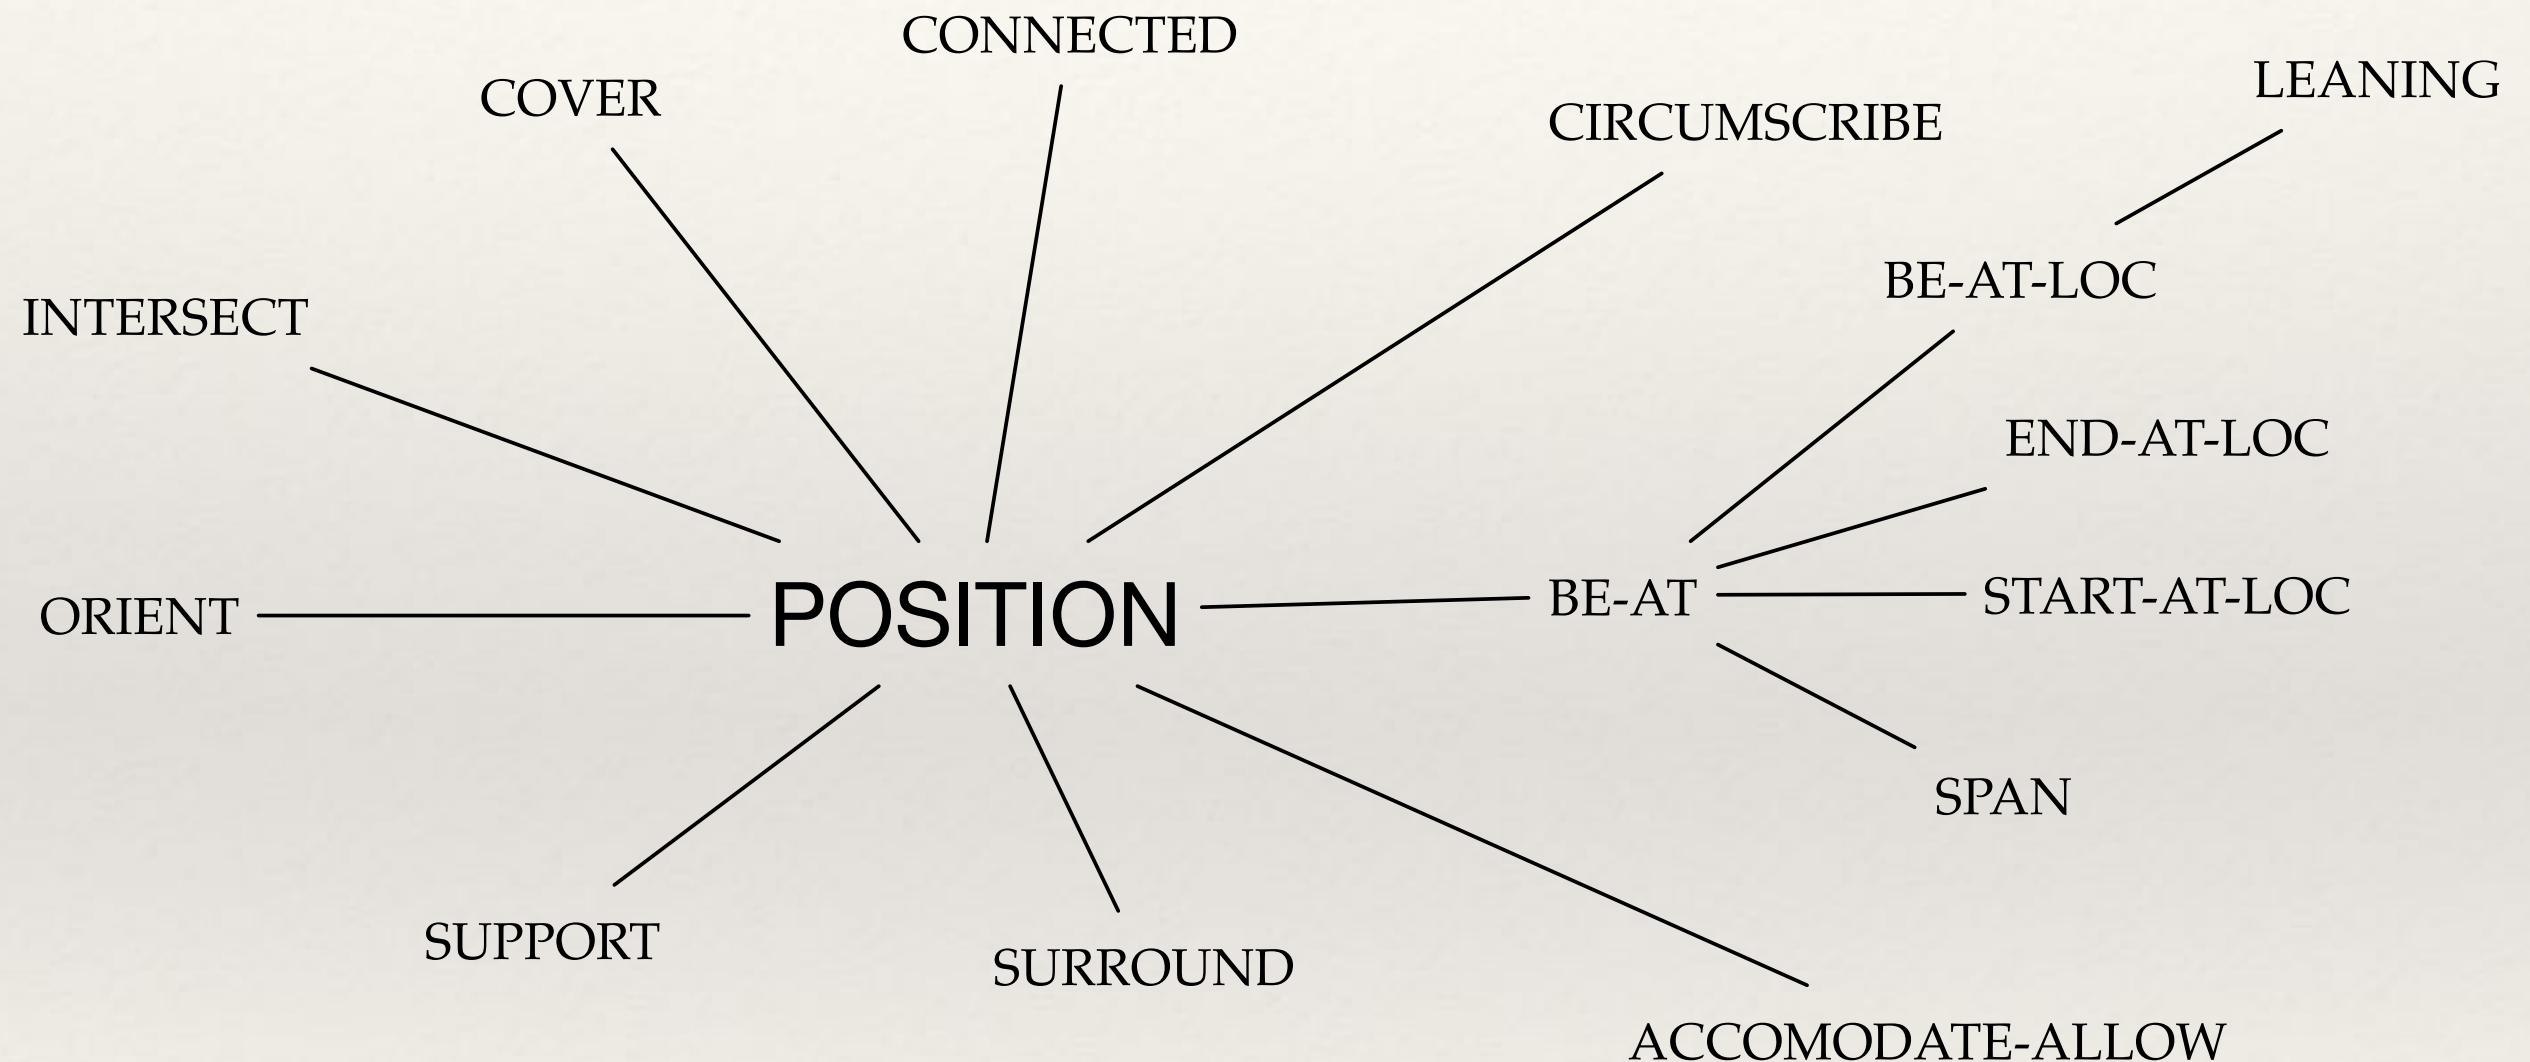 CONNECTED
COVER
LEANING
CIRCUMSCRIBE
BE-AT-LOC
INTERSECT
END-AT-LOC
ORIENT
POSITION
BE-AT
START-AT-LOC
SPAN
SUPPORT
SURROUND
ACCOMODATE-ALLOW